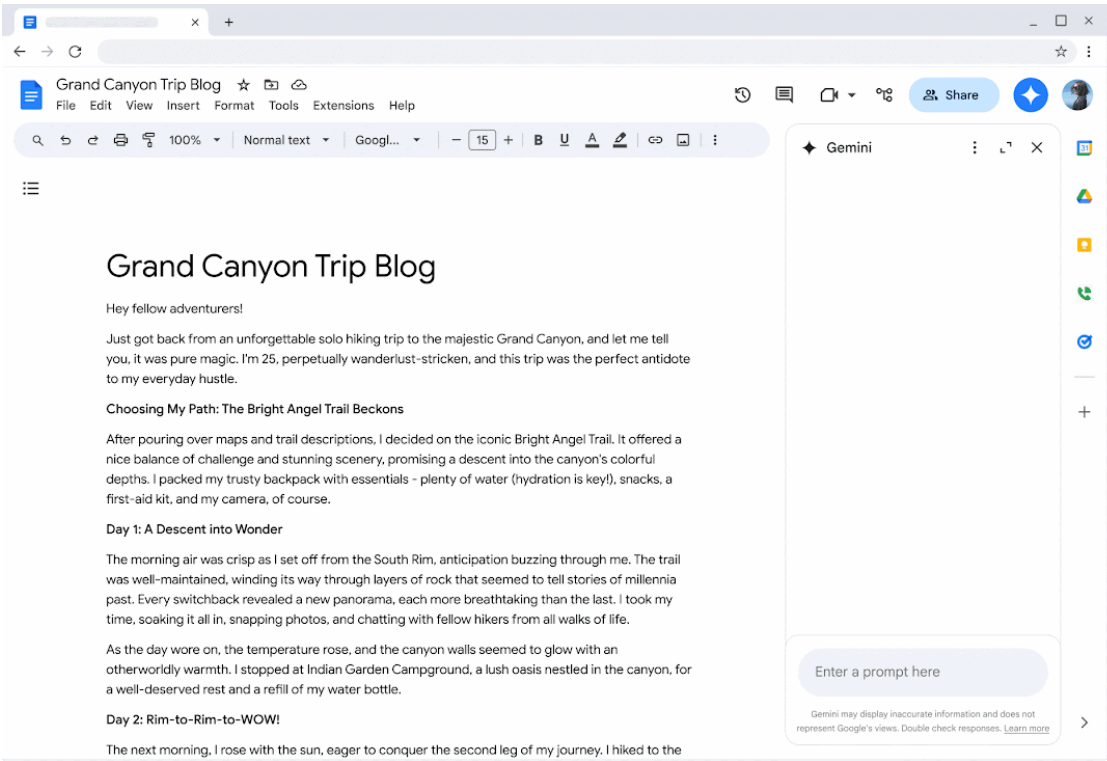 Grand Canyon Trip Blog
File Edit View Insert Format Tools Extensions Help
Share
100% Normal text Googl... 15 B U A
Gemini
31
Grand Canyon Trip Blog
Hey fellow adventurers!
Just got back from an unforgettable solo hiking trip to the majestic Grand Canyon, and let me tell
you, it was pure magic. I'm 25, perpetually wanderlust-stricken, and this trip was the perfect antidote
to my everyday hustle.
Choosing My Path: The Bright Angel Trail Beckons
After pouring over maps and trail descriptions, I decided on the iconic Bright Angel Trail. It offered a
nice balance of challenge and stunning scenery, promising a descent into the canyon's colorful
depths. I packed my trusty backpack with essentials - plenty of water (hydration is key!), snacks, a
first-aid kit, and my camera, of course.
Day 1: A Descent into Wonder
The morning air was crisp as I set off from the South Rim, anticipation buzzing through me. The trail
was well-maintained, winding its way through layers of rock that seemed to tell stories of millennia
past. Every switchback revealed a new panorama, each more breathtaking than the last. I took my
time, soaking it all in, snapping photos, and chatting with fellow hikers from all walks of life.
As the day wore on, the temperature rose, and the canyon walls seemed to glow with an
otherworldly warmth. I stopped at Indian Garden Campground, a lush oasis nestled in the canyon, for
a well-deserved rest and a refill of my water bottle.
Day 2: Rim-to-Rim-to-WOW!
The next morning, I rose with the sun, eager to conquer the second leg of my journey. I hiked to the
Enter a prompt here
Gemini may display inaccurate information and does not
represent Google's views. Double check responses. Learn more